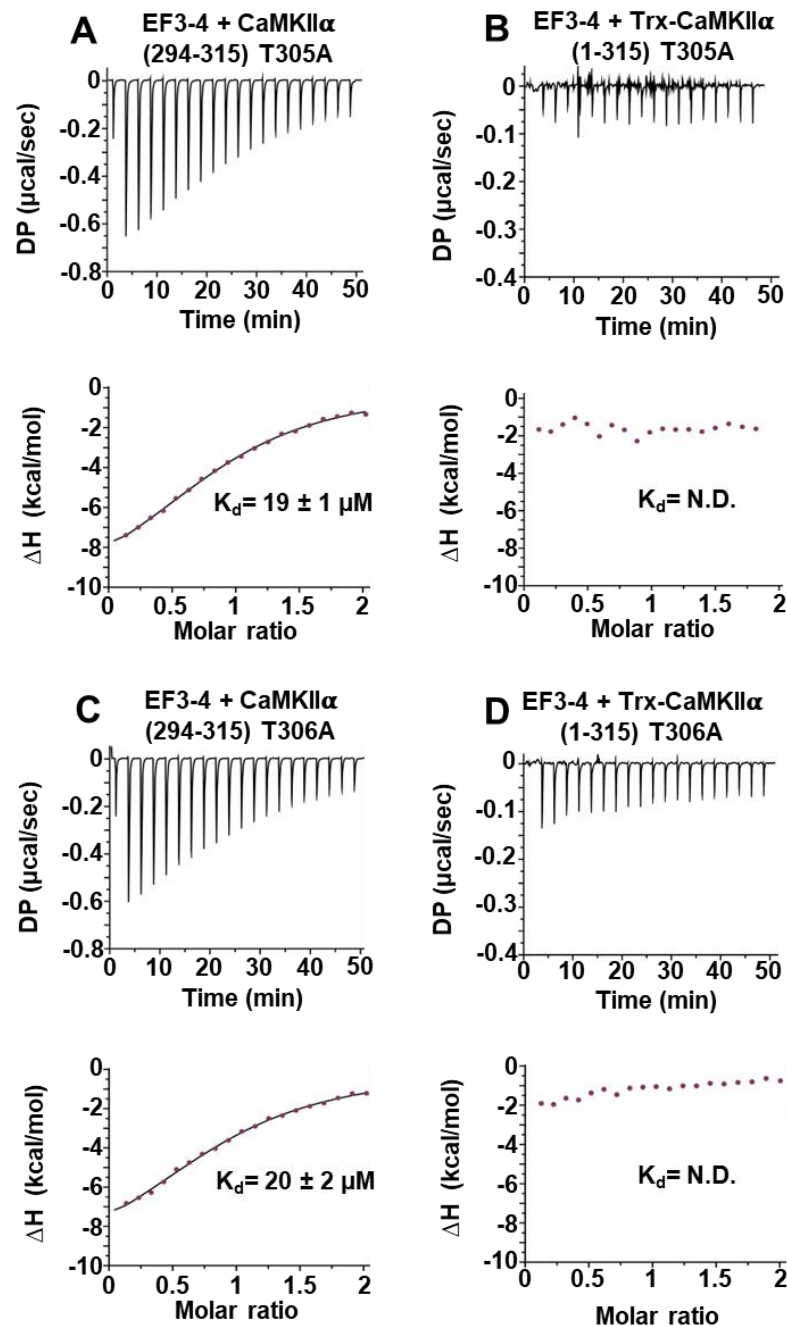 A
EF3-4 + CaMKIIα
(294-315) T305A
0
-0.2
-0.4
-0.6
-0.8
DP (µcal/sec)
0 10 20 30 40 50
Time (min)
0
-2
-4
-6
-8
-10
ΔH (kcal/mol)
Kd= 19 ± 1 µM
0 0.5 1 1.5 2
Molar ratio
B
EF3-4 + Trx-CaMKIIα
(1-315) T305A
0
-0.1
-0.2
-0.3
-0.4
DP (µcal/sec)
0 10 20 30 40 50
Time (min)
0
-2
-4
-6
-8
-10
ΔH (kcal/mol)
Kd= N.D.
0 0.5 1 1.5 2
Molar ratio
C
EF3-4 + CaMKIIα
(294-315) T306A
0
-0.2
-0.4
-0.6
-0.8
DP (µcal/sec)
0 10 20 30 40 50
Time (min)
0
-2
-4
-6
-8
-10
ΔH (kcal/mol)
Kd= 20 ± 2 µM
0 0.5 1 1.5 2
Molar ratio
D
EF3-4 + Trx-CaMKIIα
(1-315) T306A
0
-0.1
-0.2
-0.3
-0.4
DP (µcal/sec)
0 10 20 30 40 50
Time (min)
0
-2
-4
-6
-8
-10
ΔH (kcal/mol)
Kd= N.D.
0 0.5 1 1.5 2
Molar ratio